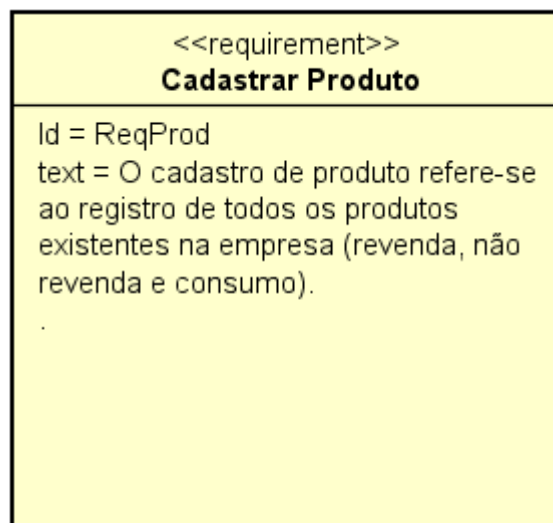 <<requirement>>
Cadastrar Produto
Id = ReqProd
text = O cadastro de produto refere-se
ao registro de todos os produtos
existentes na empresa (revenda, não
revenda e consumo).
.